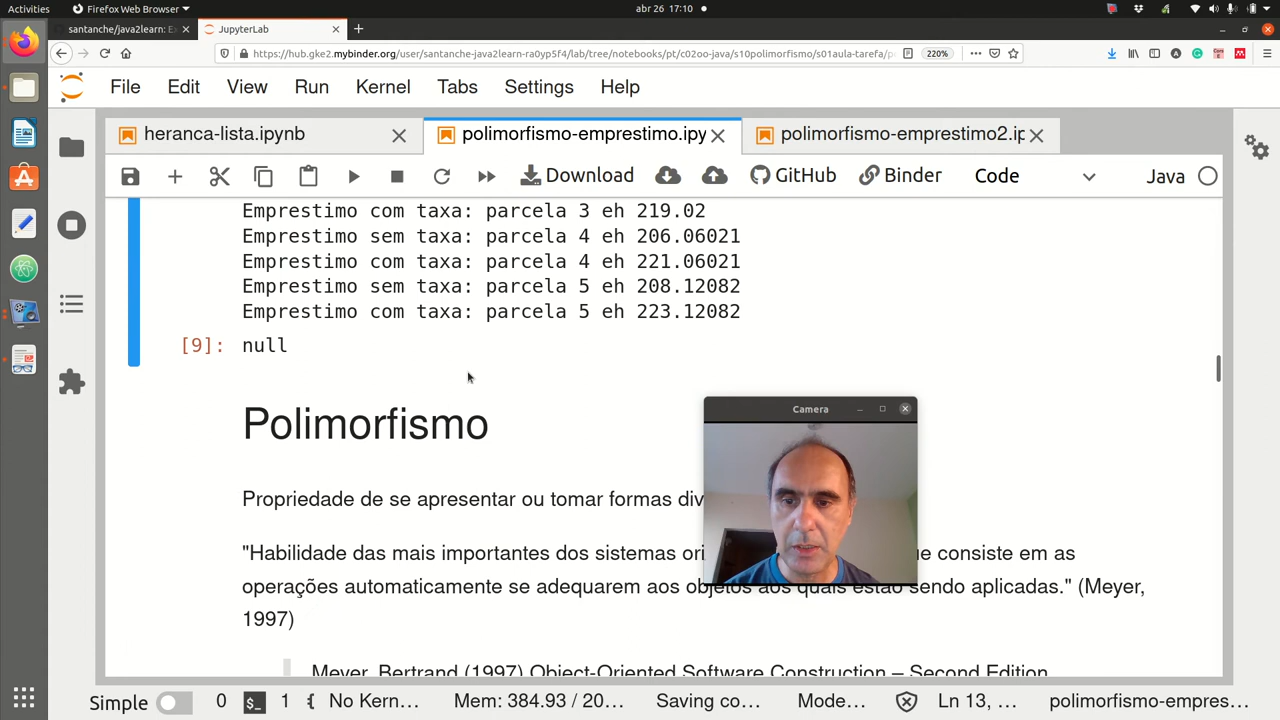 Activities
Firefox Web Browser
abr 26 17:10
santanche/java2learn: E
JupyterLab
https://hub.gke2.mybinder.org/user/santanche-java2learn-ra0yp5f4/lab/tree/notebooks/pt/c02oo-java/s10polimorfismo/s01aula-tarefa/p
220%
File Edit View Run Kernel Tabs Settings Help
heranca-lista.ipynb
polimorfismo-emprestimo.ipy
polimorfismo-emprestimo2.ip
Download GitHub Binder Code Java
Emprestimo com taxa: parcela 3 eh 219.02
Emprestimo sem taxa: parcela 4 eh 206.06021
Emprestimo com taxa: parcela 4 eh 221.06021
Emprestimo sem taxa: parcela 5 eh 208.12082
Emprestimo com taxa: parcela 5 eh 223.12082
[9]: null
Camera
Polimorfismo
Propriedade de se apresentar ou tomar formas div
"Habilidade das mais importantes dos sistemas ori ue consiste em as
operações automaticamente se adequarem aos objetos aos quais estão sendo aplicadas." (Meyer,
1997)
Meyer, Bertrand (1997) Object-Oriented Software Construction – Second Edition
Simple 0 $_ 1 No Kern... Mem: 384.93 / 20... Saving co... Mode... Ln 13, ... polimorfismo-empres...